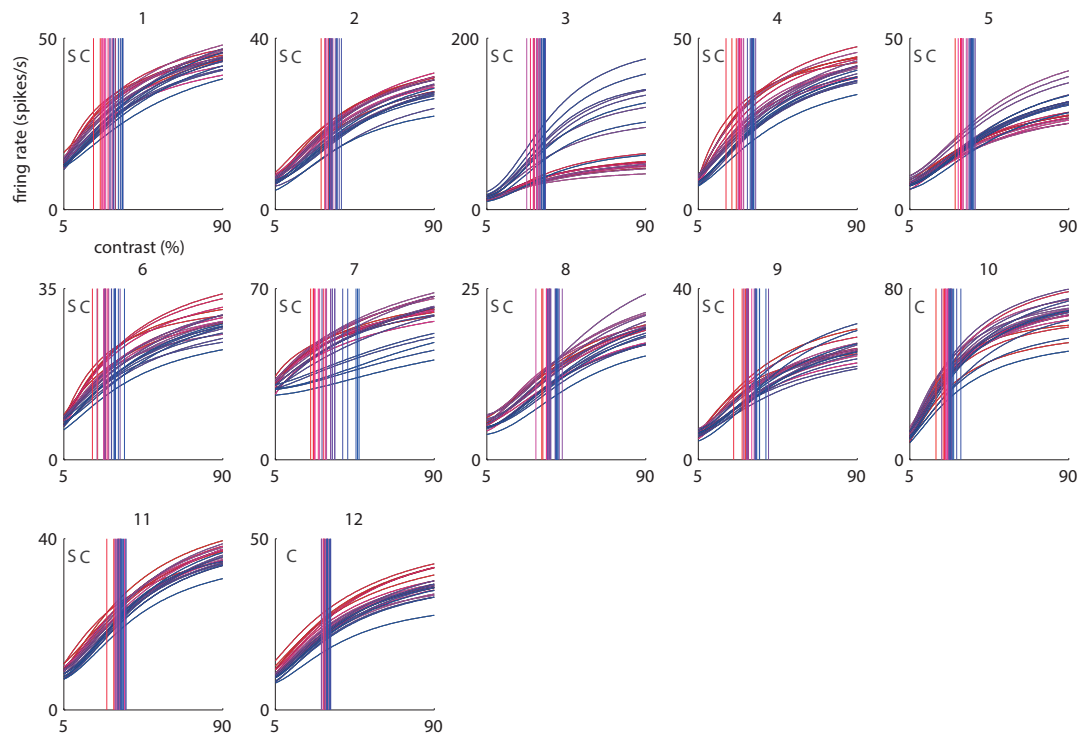 1 2 3 4 5
50 40 200 50 50
S C S C S C S C
firing rate (spikes/s)
0 0 0 0 0
5 90 5 90 5 90 5 90 5 90
contrast (%)
6 7 8 9 10
35 70 25 40 80
S C S C S C C
0 0 0 0 0
5 90 5 90 5 90 5 90 5 90
11 12
40 50
S C C
0 0
5 90 5 90